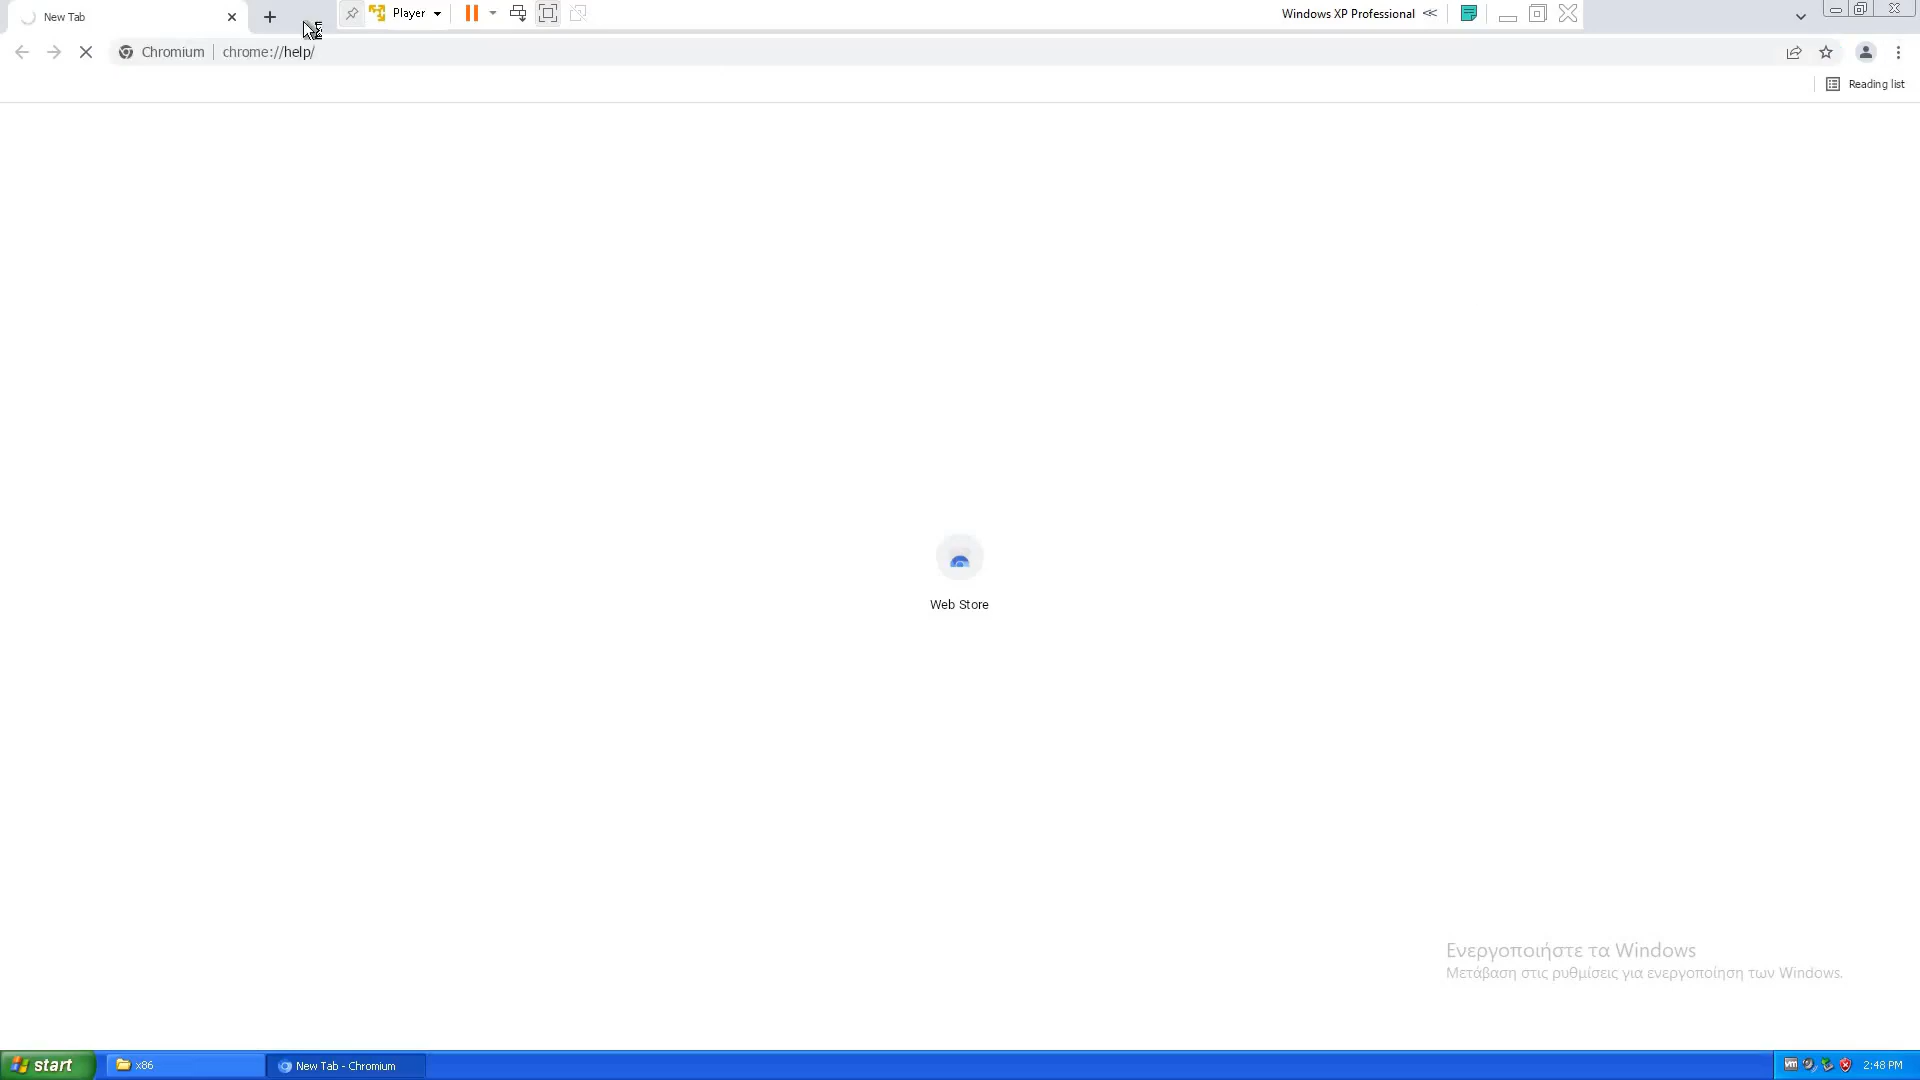 New Tab
Player
Windows XP Professional
Chromium
chrome://help/
Reading list
Web Store
Ενεργοποιήστε τα Windows
Μετάβαση στις ρυθμίσεις για ενεργοποίηση των Windows.
start
x86
New Tab - Chromium
vm
2:48 PM